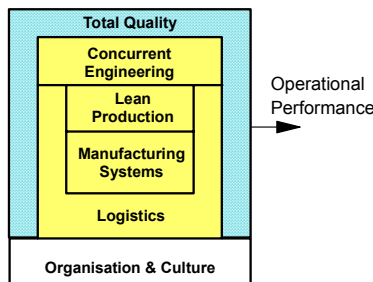 Total Quality
Concurrent
Engineering
Lean
Production
Manufacturing
Systems
Logistics
Organisation & Culture
Operational
Performance